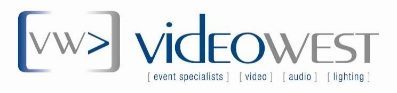 VW>
VIDEOWEST
[ event specialists ] [ video ] [ audio ] [ lighting ]